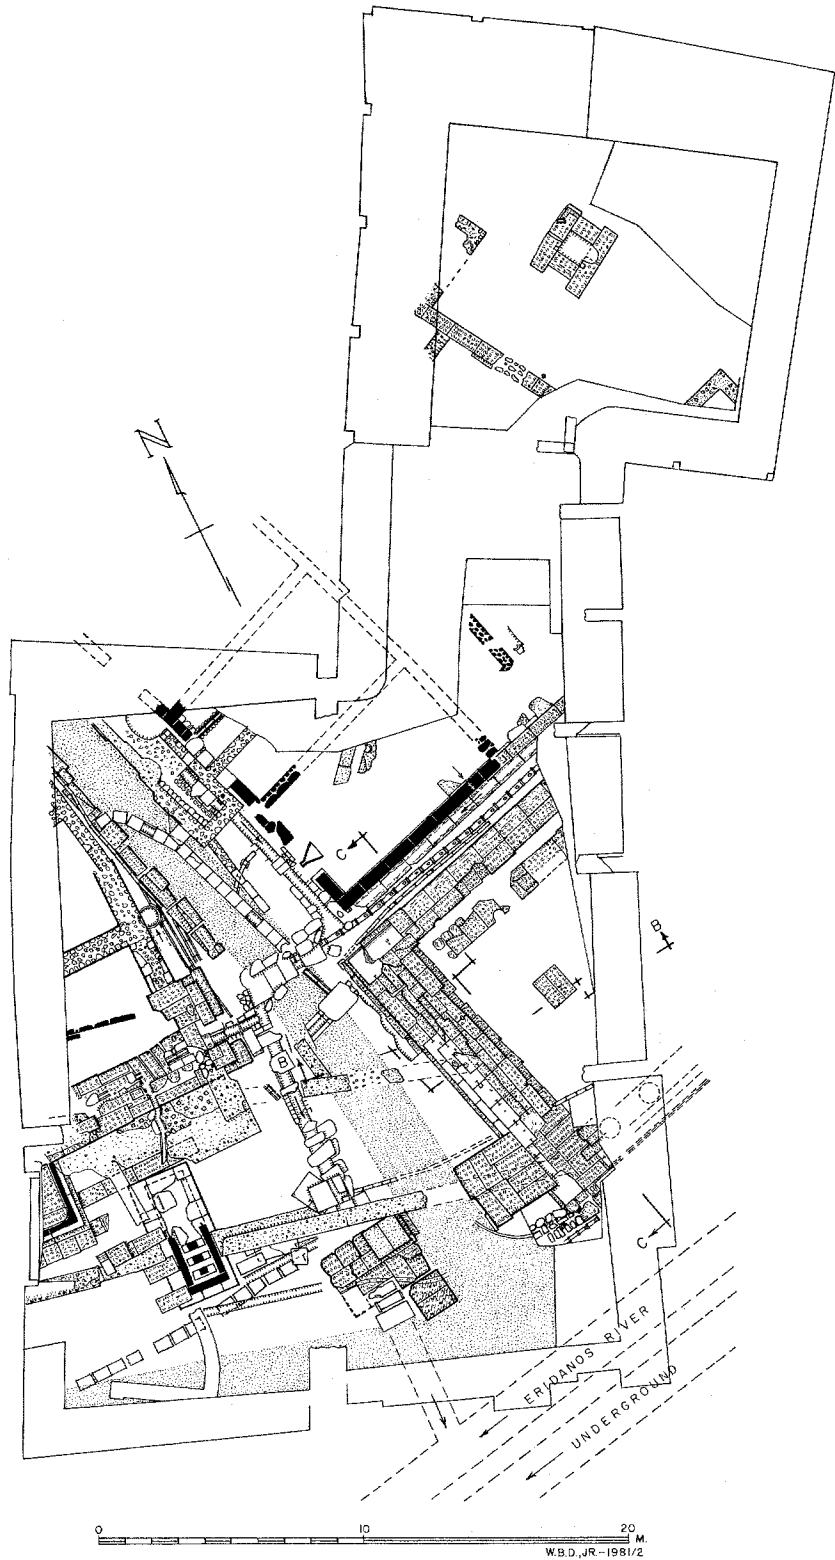 N
C
B
B
C
ERIDANOS RIVER
UNDERGROUND
0 10 20 M.
W.B.D., JR.-1981/2